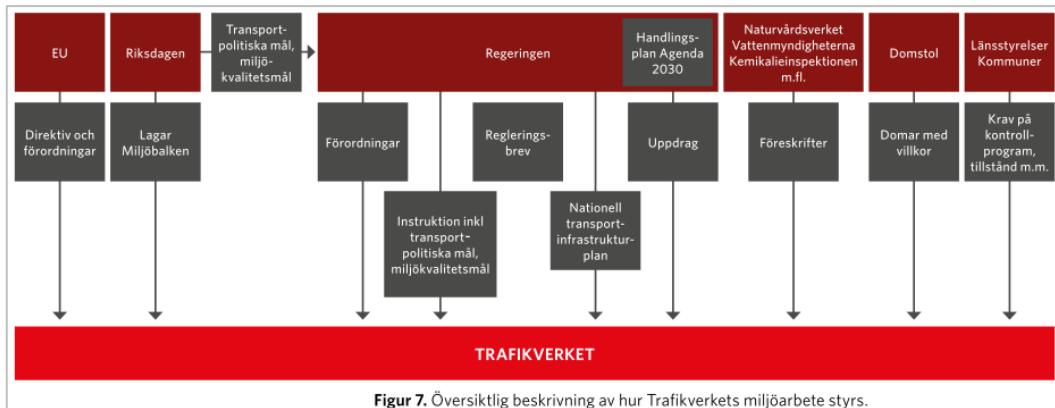 EU
Riksdagen
Transport-
politiska mål,
miljö-
kvalitetsmål
Regeringen
Handlings-
plan Agenda
2030
Naturvårdsverket
Vattenmyndigheterna
Kemikalieinspektionen
m.fl.
Domstol
Länsstyrelser
Kommuner
Direktiv och
förordningar
Lagar
Miljöbalken
Förordningar
Reglerings-
brev
Uppdrag
Föreskrifter
Domar med
villkor
Krav på
kontroll-
program,
tillstånd m.m.
Instruktion inkl
transport-
politiska mål,
miljökvalitetsmål
Nationell
transport-
infrastruktur-
plan
TRAFIKVERKET
Figur 7. Översiktlig beskrivning av hur Trafikverkets miljöarbete styrs.